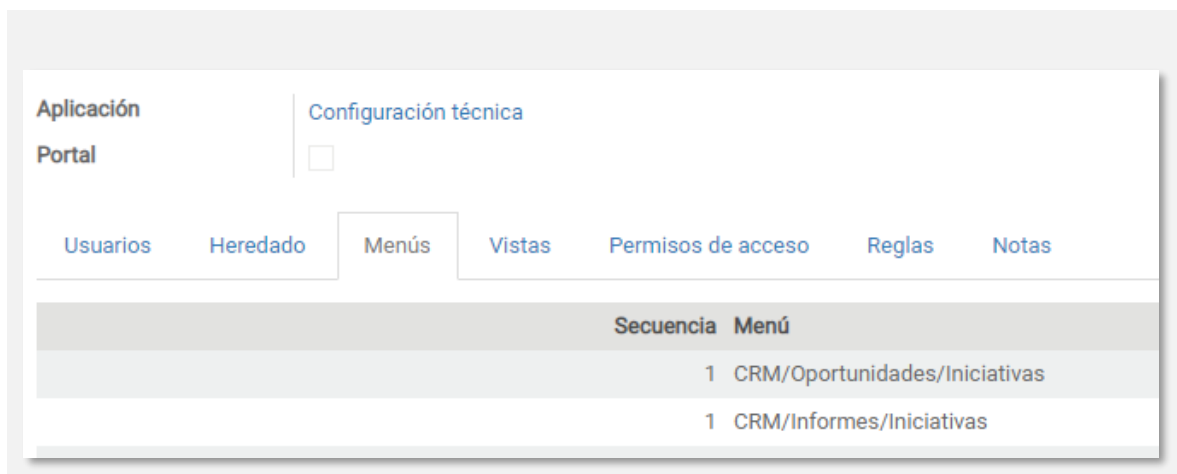 Aplicación Configuración técnica
Portal
Usuarios Heredado Menús Vistas Permisos de acceso Reglas Notas
Secuencia Menú
1 CRM/Oportunidades/Iniciativas
1 CRM/Informes/Iniciativas